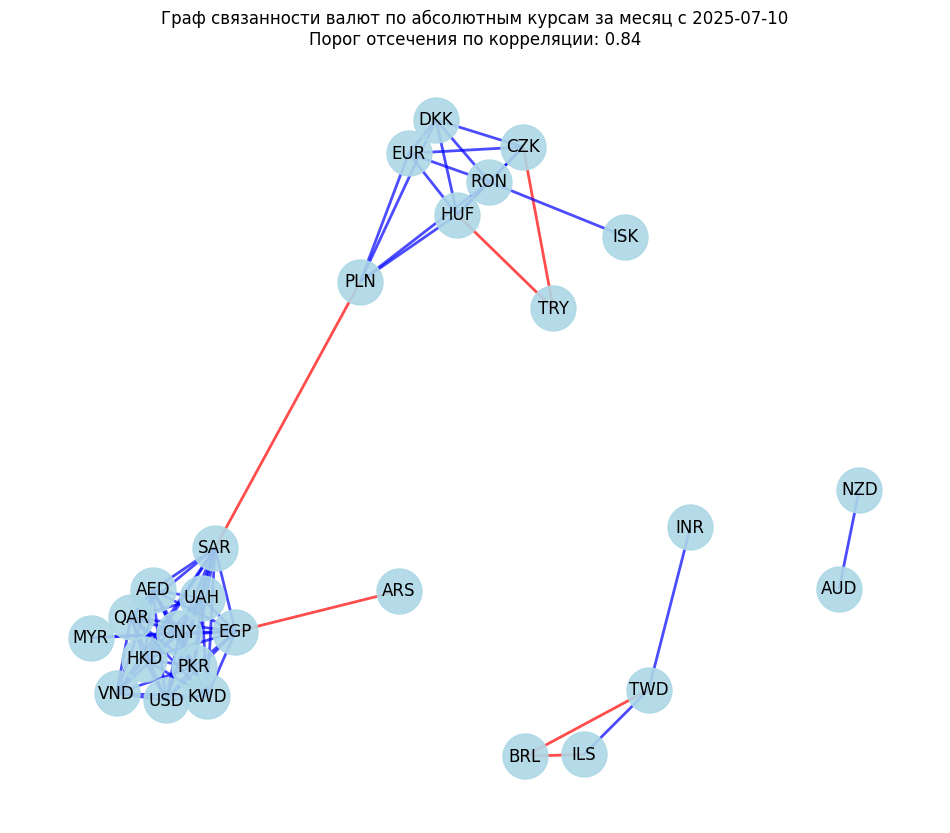 Граф связанности валют по абсолютным курсам за месяц с 2025-07-10
Порог отсечения по корреляции: 0.84
DKK
CZK
EUR
RON
HUF
ISK
PLN
TRY
NZD
INR
SAR
AED
ARS
AUD
UAH
QAR
CNY
EGP
MYR
HKD
PKR
VND
USD
KWD
TWD
BRL
ILS